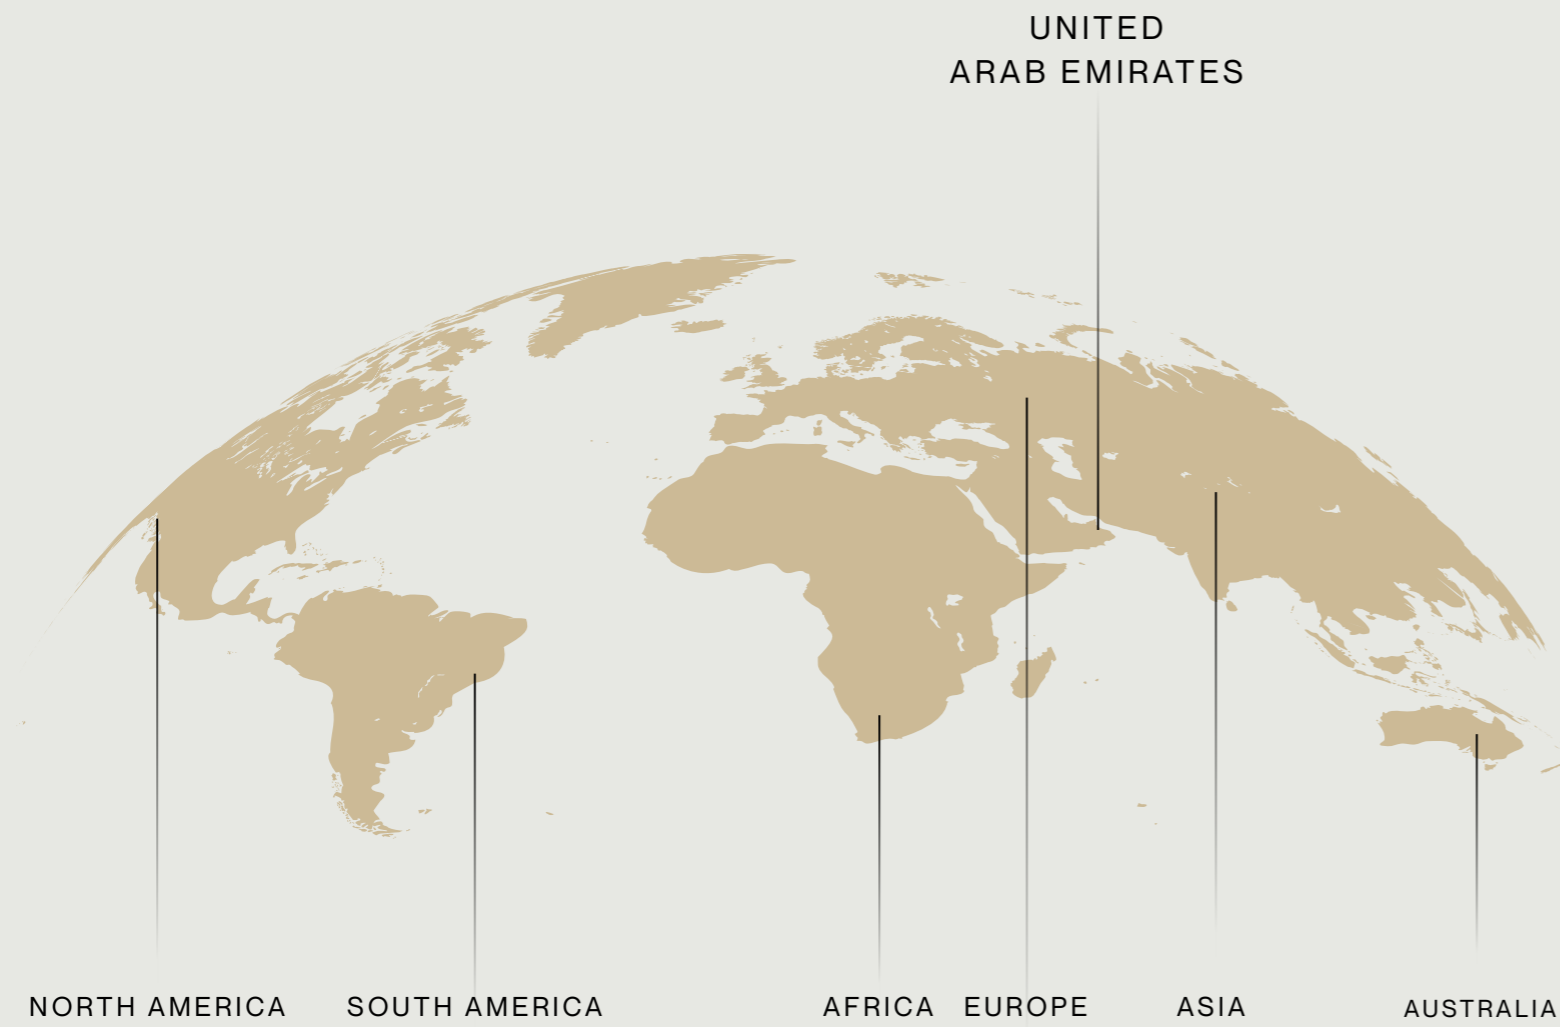 UNITED
ARAB EMIRATES
NORTH AMERICA
SOUTH AMERICA
AFRICA
EUROPE
ASIA
AUSTRALIA